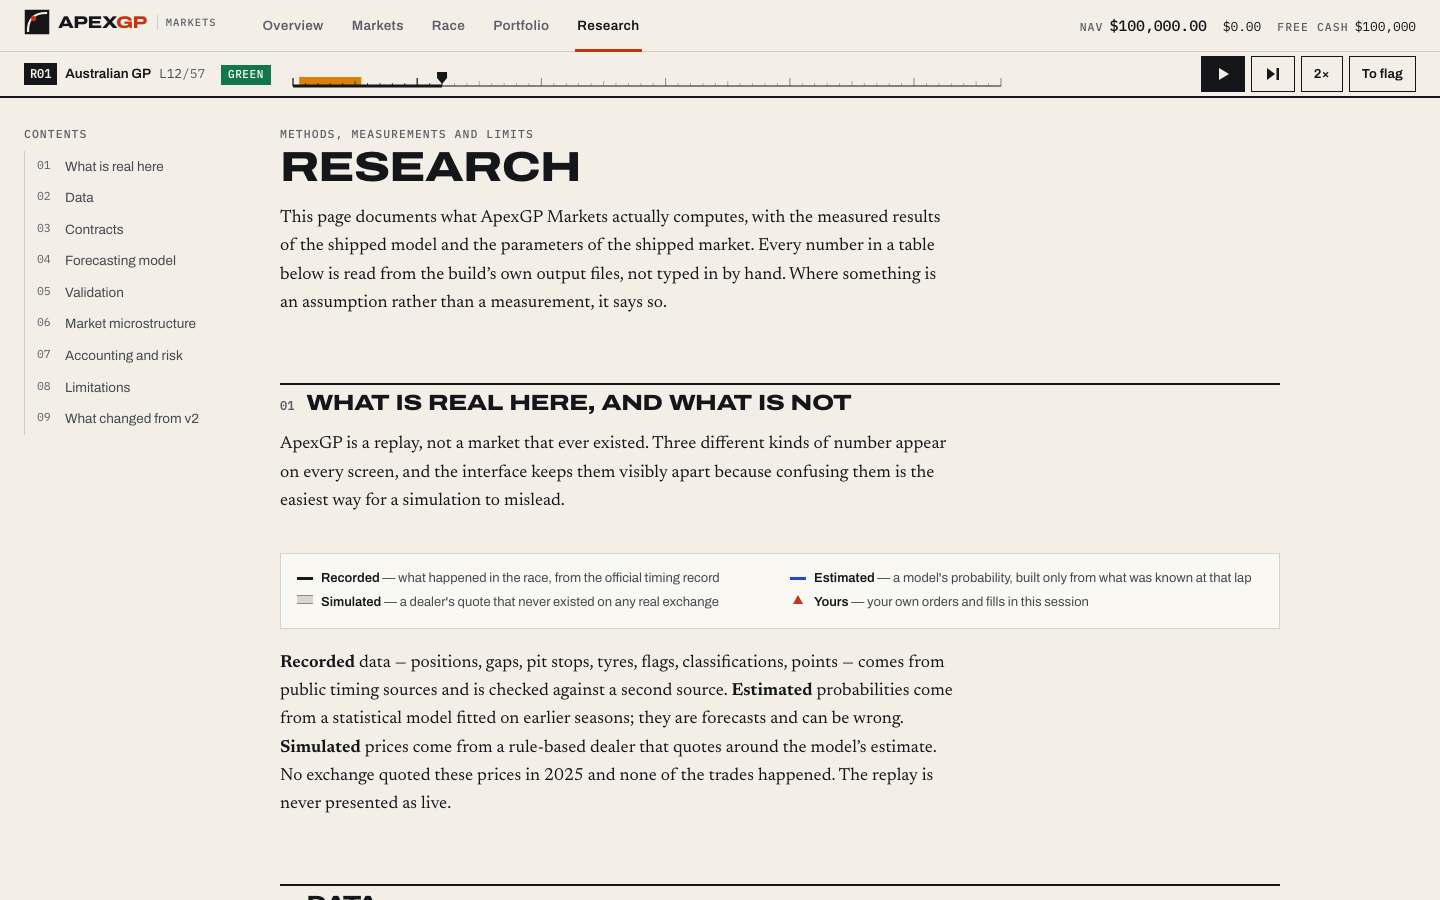 APEXGP MARKETS Overview Markets Race Portfolio Research NAV $100,000.00 $0.00 FREE CASH $100,000
R01 Australian GP L12/57 GREEN 2× To flag
CONTENTS
01 What is real here
02 Data
03 Contracts
04 Forecasting model
05 Validation
06 Market microstructure
07 Accounting and risk
08 Limitations
09 What changed from v2
METHODS, MEASUREMENTS AND LIMITS
RESEARCH
This page documents what ApexGP Markets actually computes, with the measured results
of the shipped model and the parameters of the shipped market. Every number in a table
below is read from the build’s own output files, not typed in by hand. Where something is
an assumption rather than a measurement, it says so.
01 WHAT IS REAL HERE, AND WHAT IS NOT
ApexGP is a replay, not a market that ever existed. Three different kinds of number appear
on every screen, and the interface keeps them visibly apart because confusing them is the
easiest way for a simulation to mislead.
Recorded — what happened in the race, from the official timing record
Estimated — a model's probability, built only from what was known at that lap
Simulated — a dealer's quote that never existed on any real exchange
Yours — your own orders and fills in this session
Recorded data — positions, gaps, pit stops, tyres, flags, classifications, points — comes from
public timing sources and is checked against a second source. Estimated probabilities come
from a statistical model fitted on earlier seasons; they are forecasts and can be wrong.
Simulated prices come from a rule-based dealer that quotes around the model’s estimate.
No exchange quoted these prices in 2025 and none of the trades happened. The replay is
never presented as live.
DATA